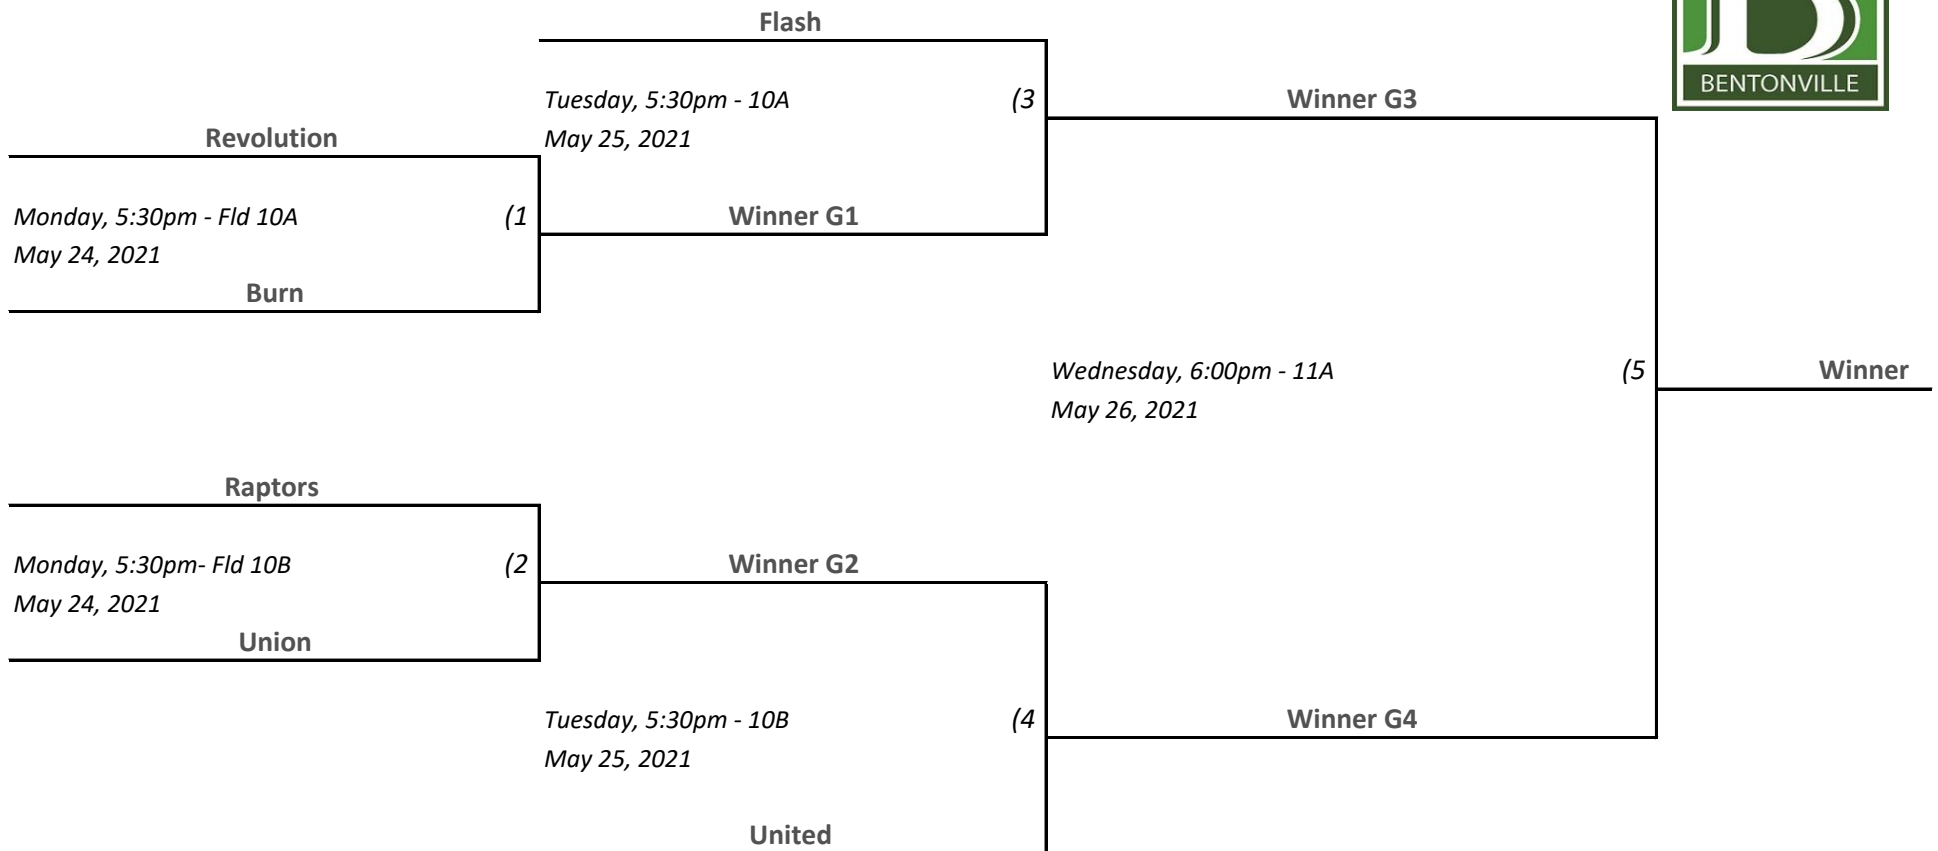 Flash
BENTONVILLE
Tuesday, 5:30pm - 10A (3 Winner G3
Revolution May 25, 2021
Monday, 5:30pm - Fld 10A (1 Winner G1
May 24, 2021
Burn
Wednesday, 6:00pm - 11A (5 Winner
May 26, 2021
Raptors
Monday, 5:30pm- Fld 10B (2 Winner G2
May 24, 2021
Union
Tuesday, 5:30pm - 10B (4 Winner G4
May 25, 2021
United